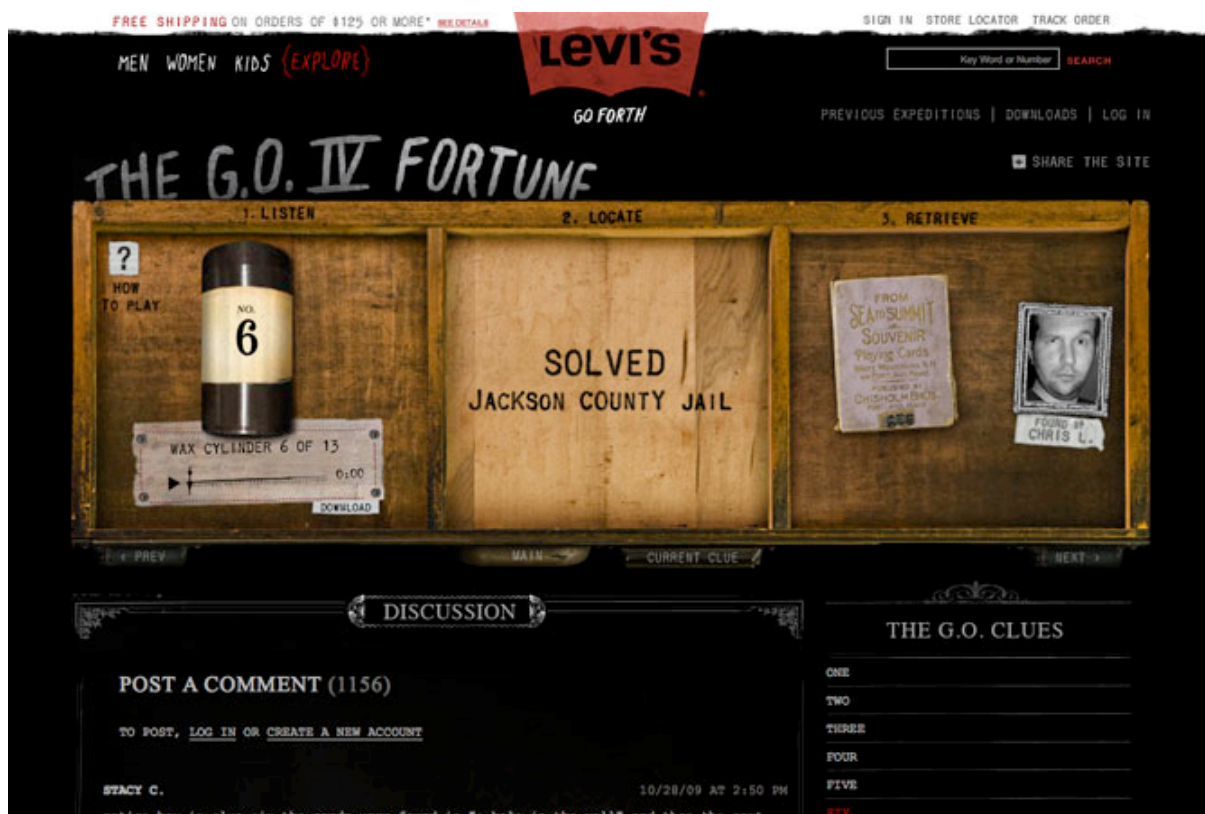 FREE SHIPPING ON ORDERS OF $125 OR MORE* SEE DETAILS
SIGN IN STORE LOCATOR TRACK ORDER
MEN WOMEN KIDS {EXPLORE}
LEVI'S
Key Word or Number SEARCH
GO FORTH
PREVIOUS EXPEDITIONS | DOWNLOADS | LOG IN
THE G.O. IV FORTUNE
SHARE THE SITE
1. LISTEN
2. LOCATE
3. RETRIEVE
?
HOW
TO PLAY
NO.
6
WAX CYLINDER 6 OF 13
0:00
DOWNLOAD
SOLVED
JACKSON COUNTY JAIL
FROM
SEA TO SUMMIT
SOUVENIR
Playing Cards
PUBLISHED BY
CHISHOLM BROS.
FOUND BY
CHRIS L.
‹ PREV
MAIN
CURRENT CLUE
NEXT ›
DISCUSSION
POST A COMMENT (1156)
TO POST, LOG IN OR CREATE A NEW ACCOUNT
STACY C.
10/28/09 AT 2:50 PM
THE G.O. CLUES
ONE
TWO
THREE
FOUR
FIVE
SIX